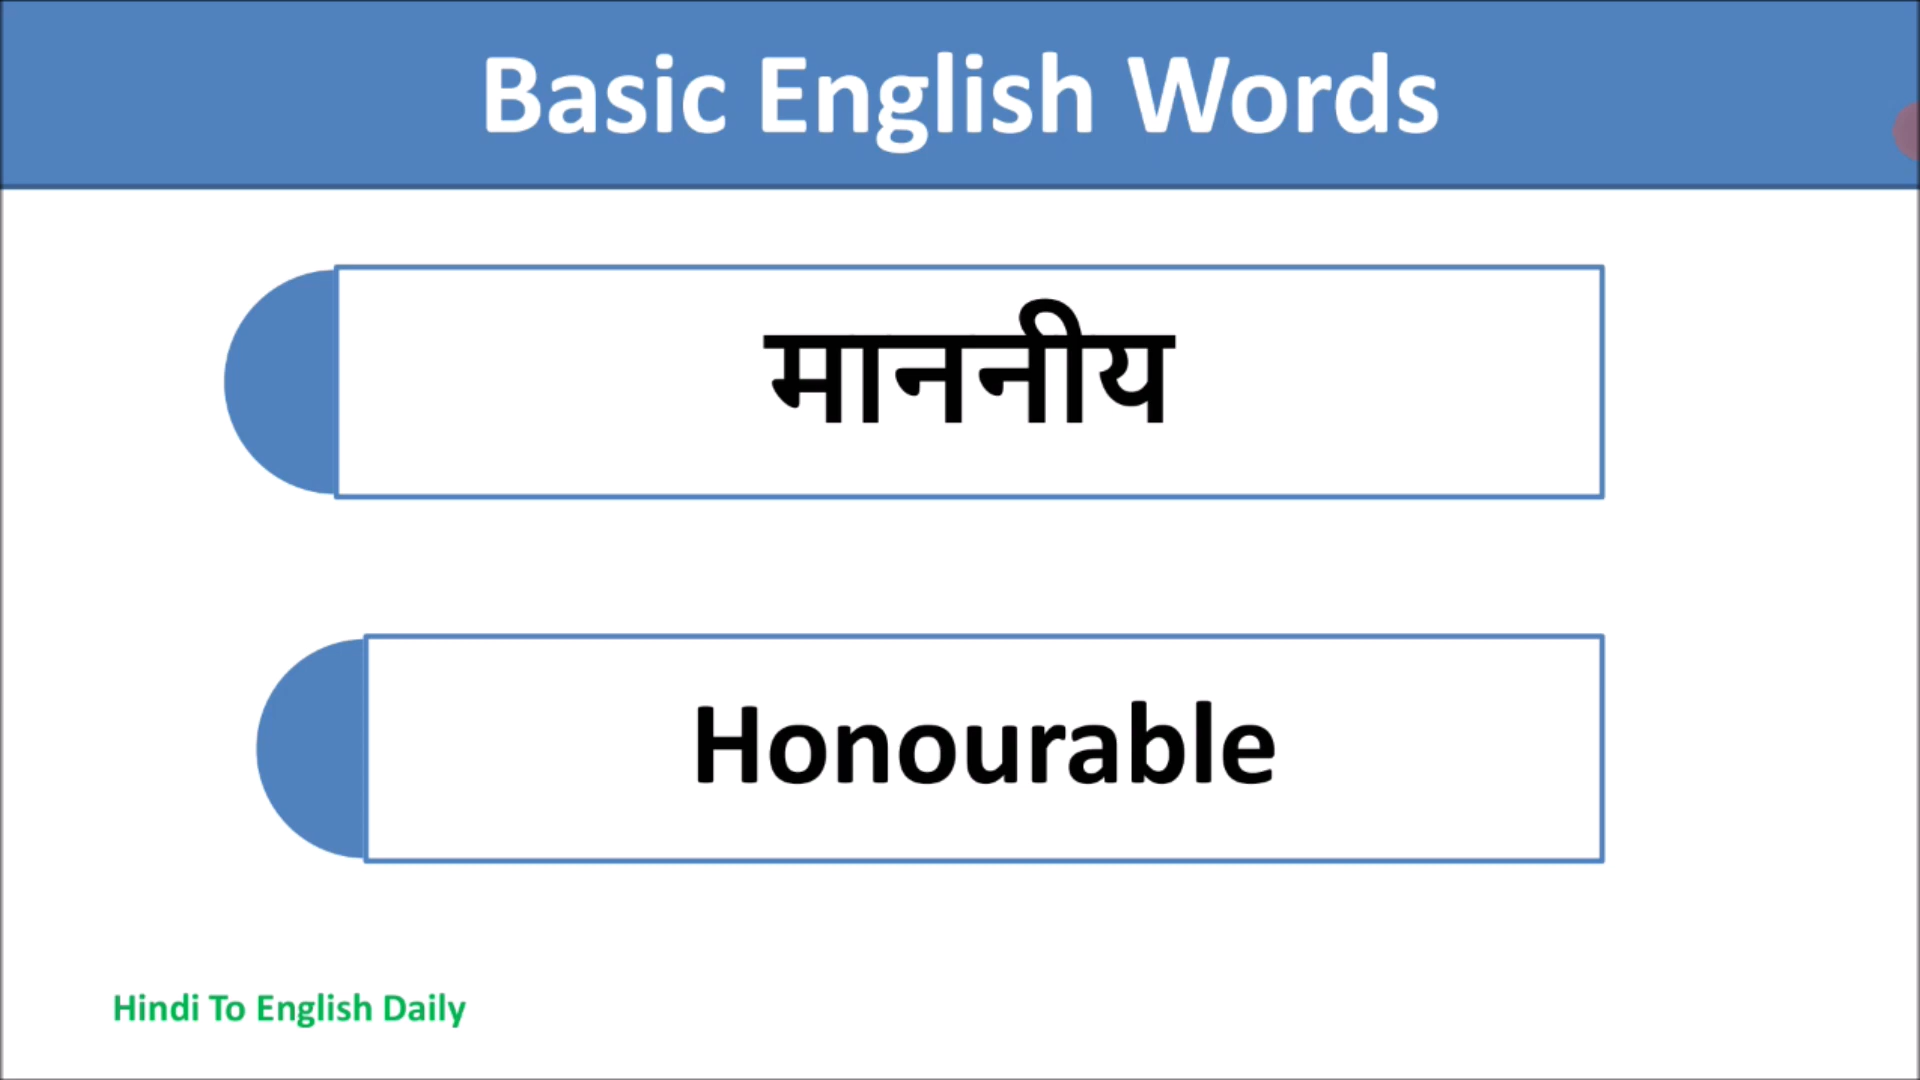 Basic English Words
माननीय
Honourable
Hindi To English Daily